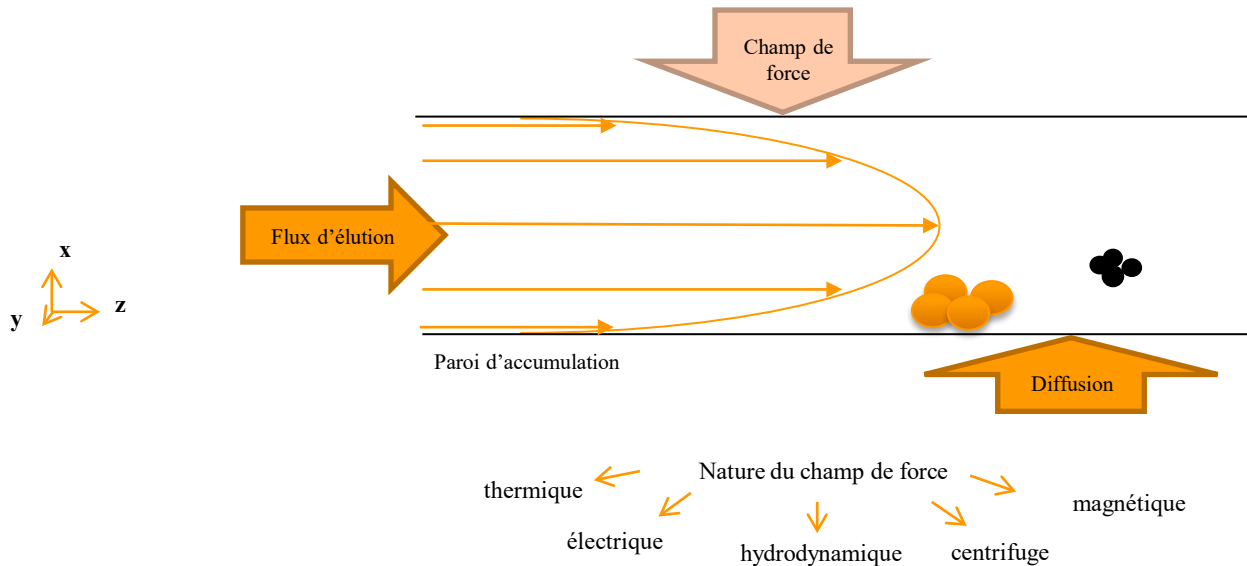 Champ de
force
Flux d’élution
x
y
z
Paroi d’accumulation
Diffusion
Nature du champ de force
thermique
électrique
hydrodynamique
centrifuge
magnétique